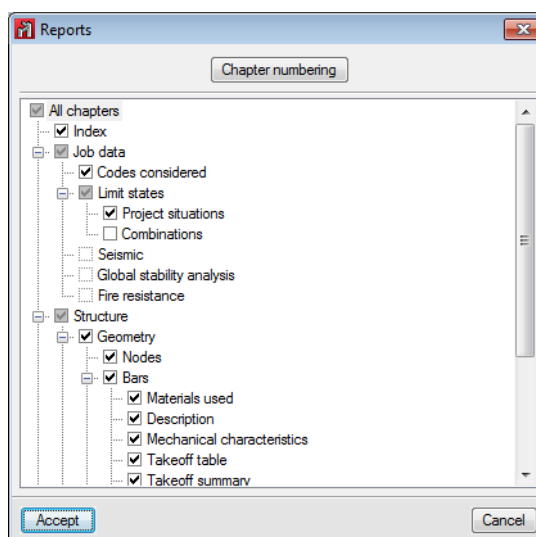 Reports
Chapter numbering
All chapters
Index
Job data
Codes considered
Limit states
Project situations
Combinations
Seismic
Global stability analysis
Fire resistance
Structure
Geometry
Nodes
Bars
Materials used
Description
Mechanical characteristics
Takeoff table
Takeoff summary
Accept
Cancel